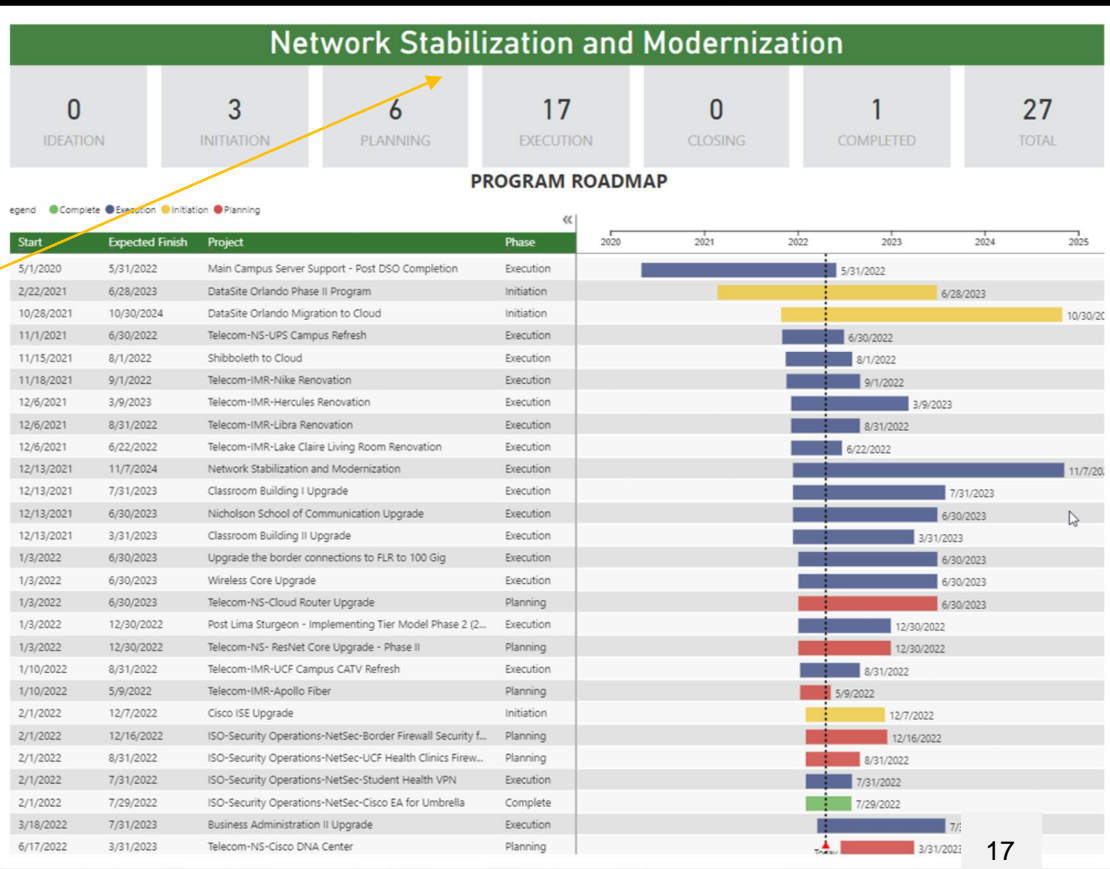 Network Stabilization and Modernization
0 3 6 17 0 1 27
IDEATION INITIATION PLANNING EXECUTION CLOSING COMPLETED TOTAL
PROGRAM ROADMAP
egend Complete Execution Initiation Planning
«
Start Expected Finish Project Phase 2020 2021 2022 2023 2024 2025
5/1/2020 5/31/2022 Main Campus Server Support - Post DSO Completion Execution 5/31/2022
2/22/2021 6/28/2023 DataSite Orlando Phase II Program Initiation 6/28/2023
10/28/2021 10/30/2024 DataSite Orlando Migration to Cloud Initiation 10/30/20
11/1/2021 6/30/2022 Telecom-NS-UPS Campus Refresh Execution 6/30/2022
11/15/2021 8/1/2022 Shibboleth to Cloud Execution 8/1/2022
11/18/2021 9/1/2022 Telecom-IMR-Nike Renovation Execution 9/1/2022
12/6/2021 3/9/2023 Telecom-IMR-Hercules Renovation Execution 3/9/2023
12/6/2021 8/31/2022 Telecom-IMR-Libra Renovation Execution 8/31/2022
12/6/2021 6/22/2022 Telecom-IMR-Lake Claire Living Room Renovation Execution 6/22/2022
12/13/2021 11/7/2024 Network Stabilization and Modernization Execution 11/7/20
12/13/2021 7/31/2023 Classroom Building I Upgrade Execution 7/31/2023
12/13/2021 6/30/2023 Nicholson School of Communication Upgrade Execution 6/30/2023
12/13/2021 3/31/2023 Classroom Building II Upgrade Execution 3/31/2023
1/3/2022 6/30/2023 Upgrade the border connections to FLR to 100 Gig Execution 6/30/2023
1/3/2022 6/30/2023 Wireless Core Upgrade Execution 6/30/2023
1/3/2022 6/30/2023 Telecom-NS-Cloud Router Upgrade Planning 6/30/2023
1/3/2022 12/30/2022 Post Lima Sturgeon - Implementing Tier Model Phase 2 (2... Execution 12/30/2022
1/3/2022 12/30/2022 Telecom-NS- ResNet Core Upgrade - Phase II Planning 12/30/2022
1/10/2022 8/31/2022 Telecom-IMR-UCF Campus CATV Refresh Execution 8/31/2022
1/10/2022 5/9/2022 Telecom-IMR-Apollo Fiber Planning 5/9/2022
2/1/2022 12/7/2022 Cisco ISE Upgrade Initiation 12/7/2022
2/1/2022 12/16/2022 ISO-Security Operations-NetSec-Border Firewall Security f... Planning 12/16/2022
2/1/2022 8/31/2022 ISO-Security Operations-NetSec-UCF Health Clinics Firew... Planning 8/31/2022
2/1/2022 7/31/2022 ISO-Security Operations-NetSec-Student Health VPN Execution 7/31/2022
2/1/2022 7/29/2022 ISO-Security Operations-NetSec-Cisco EA for Umbrella Complete 7/29/2022
3/18/2022 7/31/2023 Business Administration II Upgrade Execution
6/17/2022 3/31/2023 Telecom-NS-Cisco DNA Center Planning Today 3/31/2023
17